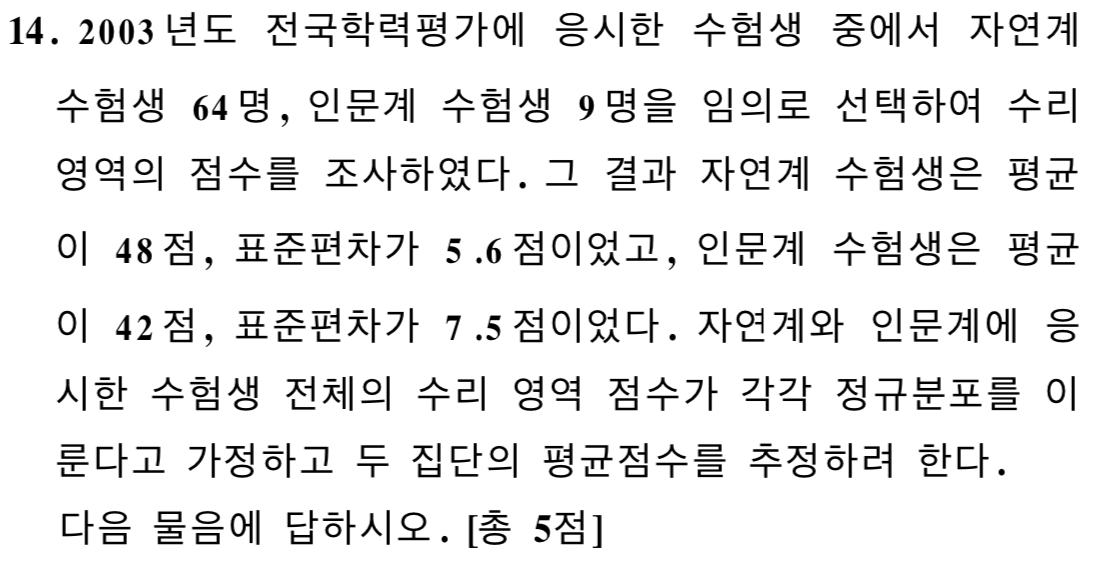 14. 2003년도 전국학력평가에 응시한 수험생 중에서 자연계
수험생 64명, 인문계 수험생 9명을 임의로 선택하여 수리
영역의 점수를 조사하였다. 그 결과 자연계 수험생은 평균
이 48점, 표준편차가 5.6점이었고, 인문계 수험생은 평균
이 42점, 표준편차가 7.5점이었다. 자연계와 인문계에 응
시한 수험생 전체의 수리 영역 점수가 각각 정규분포를 이
룬다고 가정하고 두 집단의 평균점수를 추정하려 한다.
다음 물음에 답하시오. [총 5점]